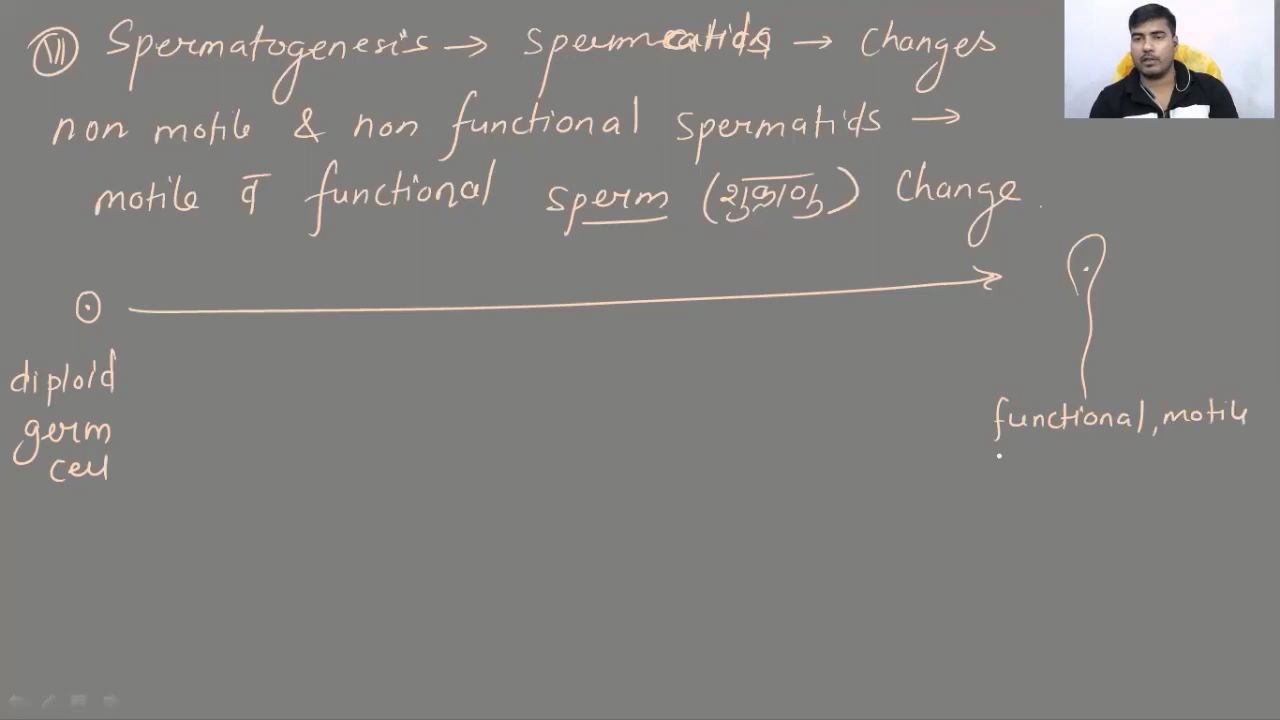 VI Spermatogenesis → spermatids → changes
non motile & non functional spermatids →
motile व functional sperm (शुक्राणु) change.
diploid
germ
cell
functional, motile